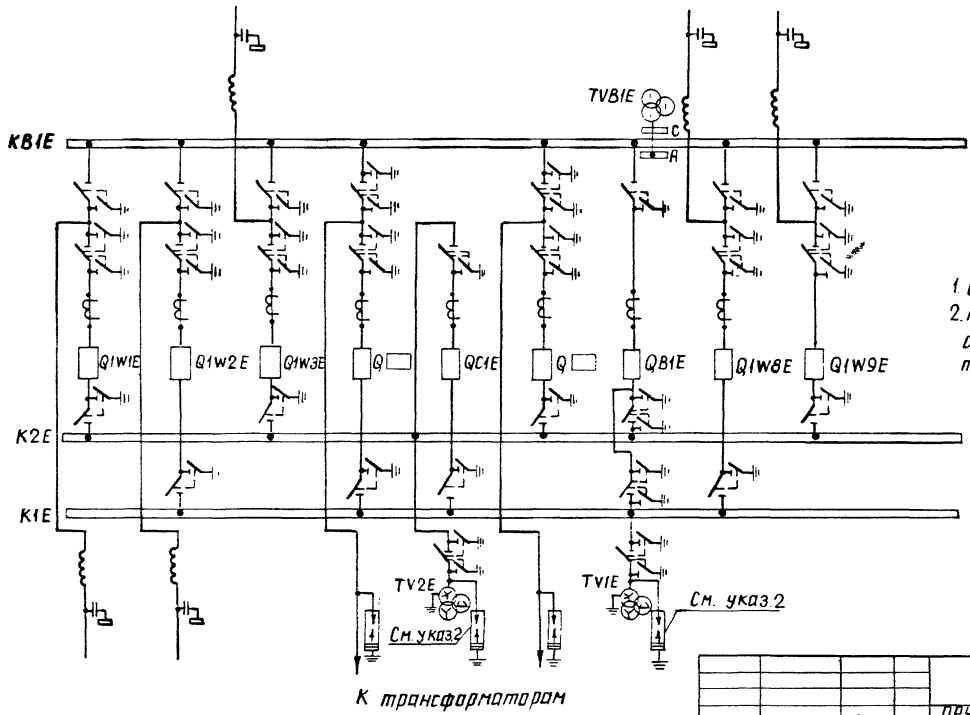 TVB1E
C
A
KB1E
1.
2.
Q1W1E
Q1W2E
Q1W3E
Q
QC1E
Q
QB1E
Q1W8E
Q1W9E
K2E
K1E
TV2E
TV1E
См. указ.2
См. указ.2
К трансформаторам